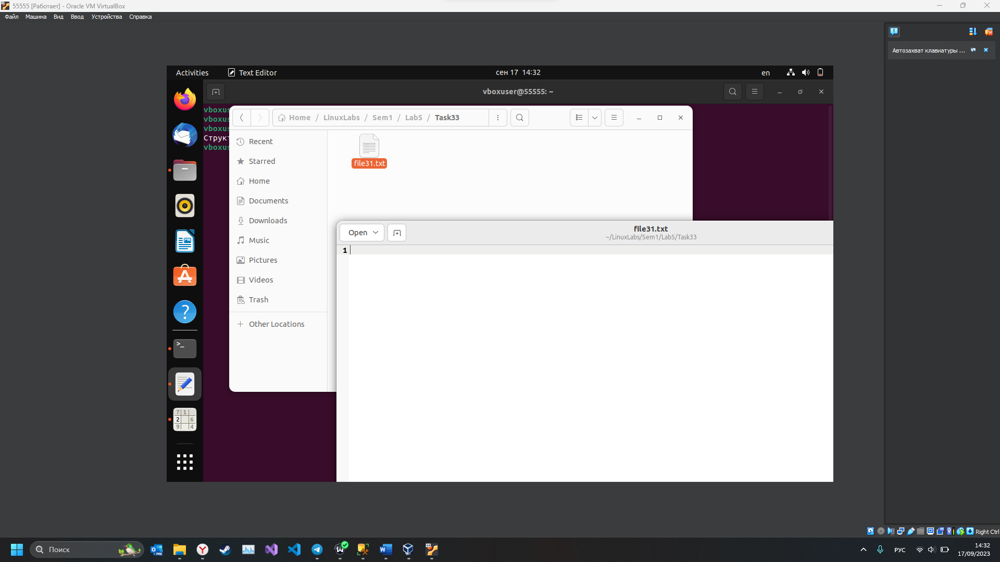 55555 [Работает] - Oracle VM VirtualBox
Файл Машина Вид Ввод Устройства Справка
Автозахват клавиатуры ...
Activities Text Editor сен 17 14:32 en
vboxuser@55555: ~
vboxus
vboxus
vboxus
Структ
vboxus
Home / LinuxLabs / Sem1 / Lab5 / Task33
Recent
Starred
Home
Documents
Downloads
Music
Pictures
Videos
Trash
+ Other Locations
file31.txt
Open
file31.txt
~/LinuxLabs/Sem1/Lab5/Task33
1
7 1
2 6
9 4
Right Ctrl
Поиск
РУС
14:32
17/09/2023